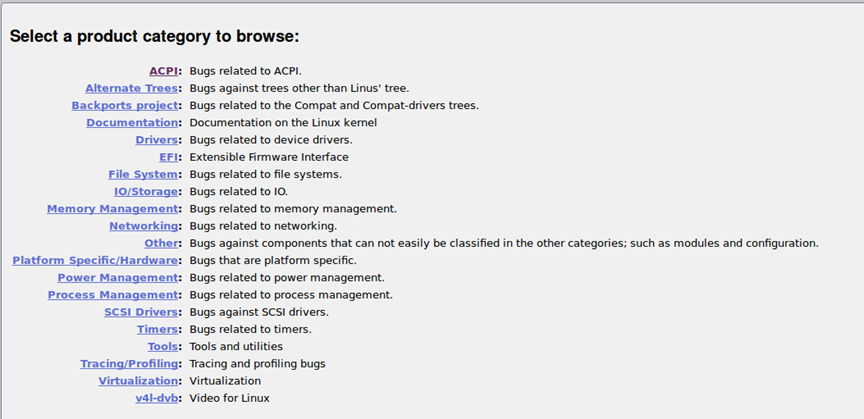 Select a product category to browse:
ACPI: Bugs related to ACPI.
Alternate Trees: Bugs against trees other than Linus' tree.
Backports project: Bugs related to the Compat and Compat-drivers trees.
Documentation: Documentation on the Linux kernel
Drivers: Bugs related to device drivers.
EFI: Extensible Firmware Interface
File System: Bugs related to file systems.
IO/Storage: Bugs related to IO.
Memory Management: Bugs related to memory management.
Networking: Bugs related to networking.
Other: Bugs against components that can not easily be classified in the other categories; such as modules and configuration.
Platform Specific/Hardware: Bugs that are platform specific.
Power Management: Bugs related to power management.
Process Management: Bugs related to process management.
SCSI Drivers: Bugs against SCSI drivers.
Timers: Bugs related to timers.
Tools: Tools and utilities
Tracing/Profiling: Tracing and profiling bugs
Virtualization: Virtualization
v4l-dvb: Video for Linux